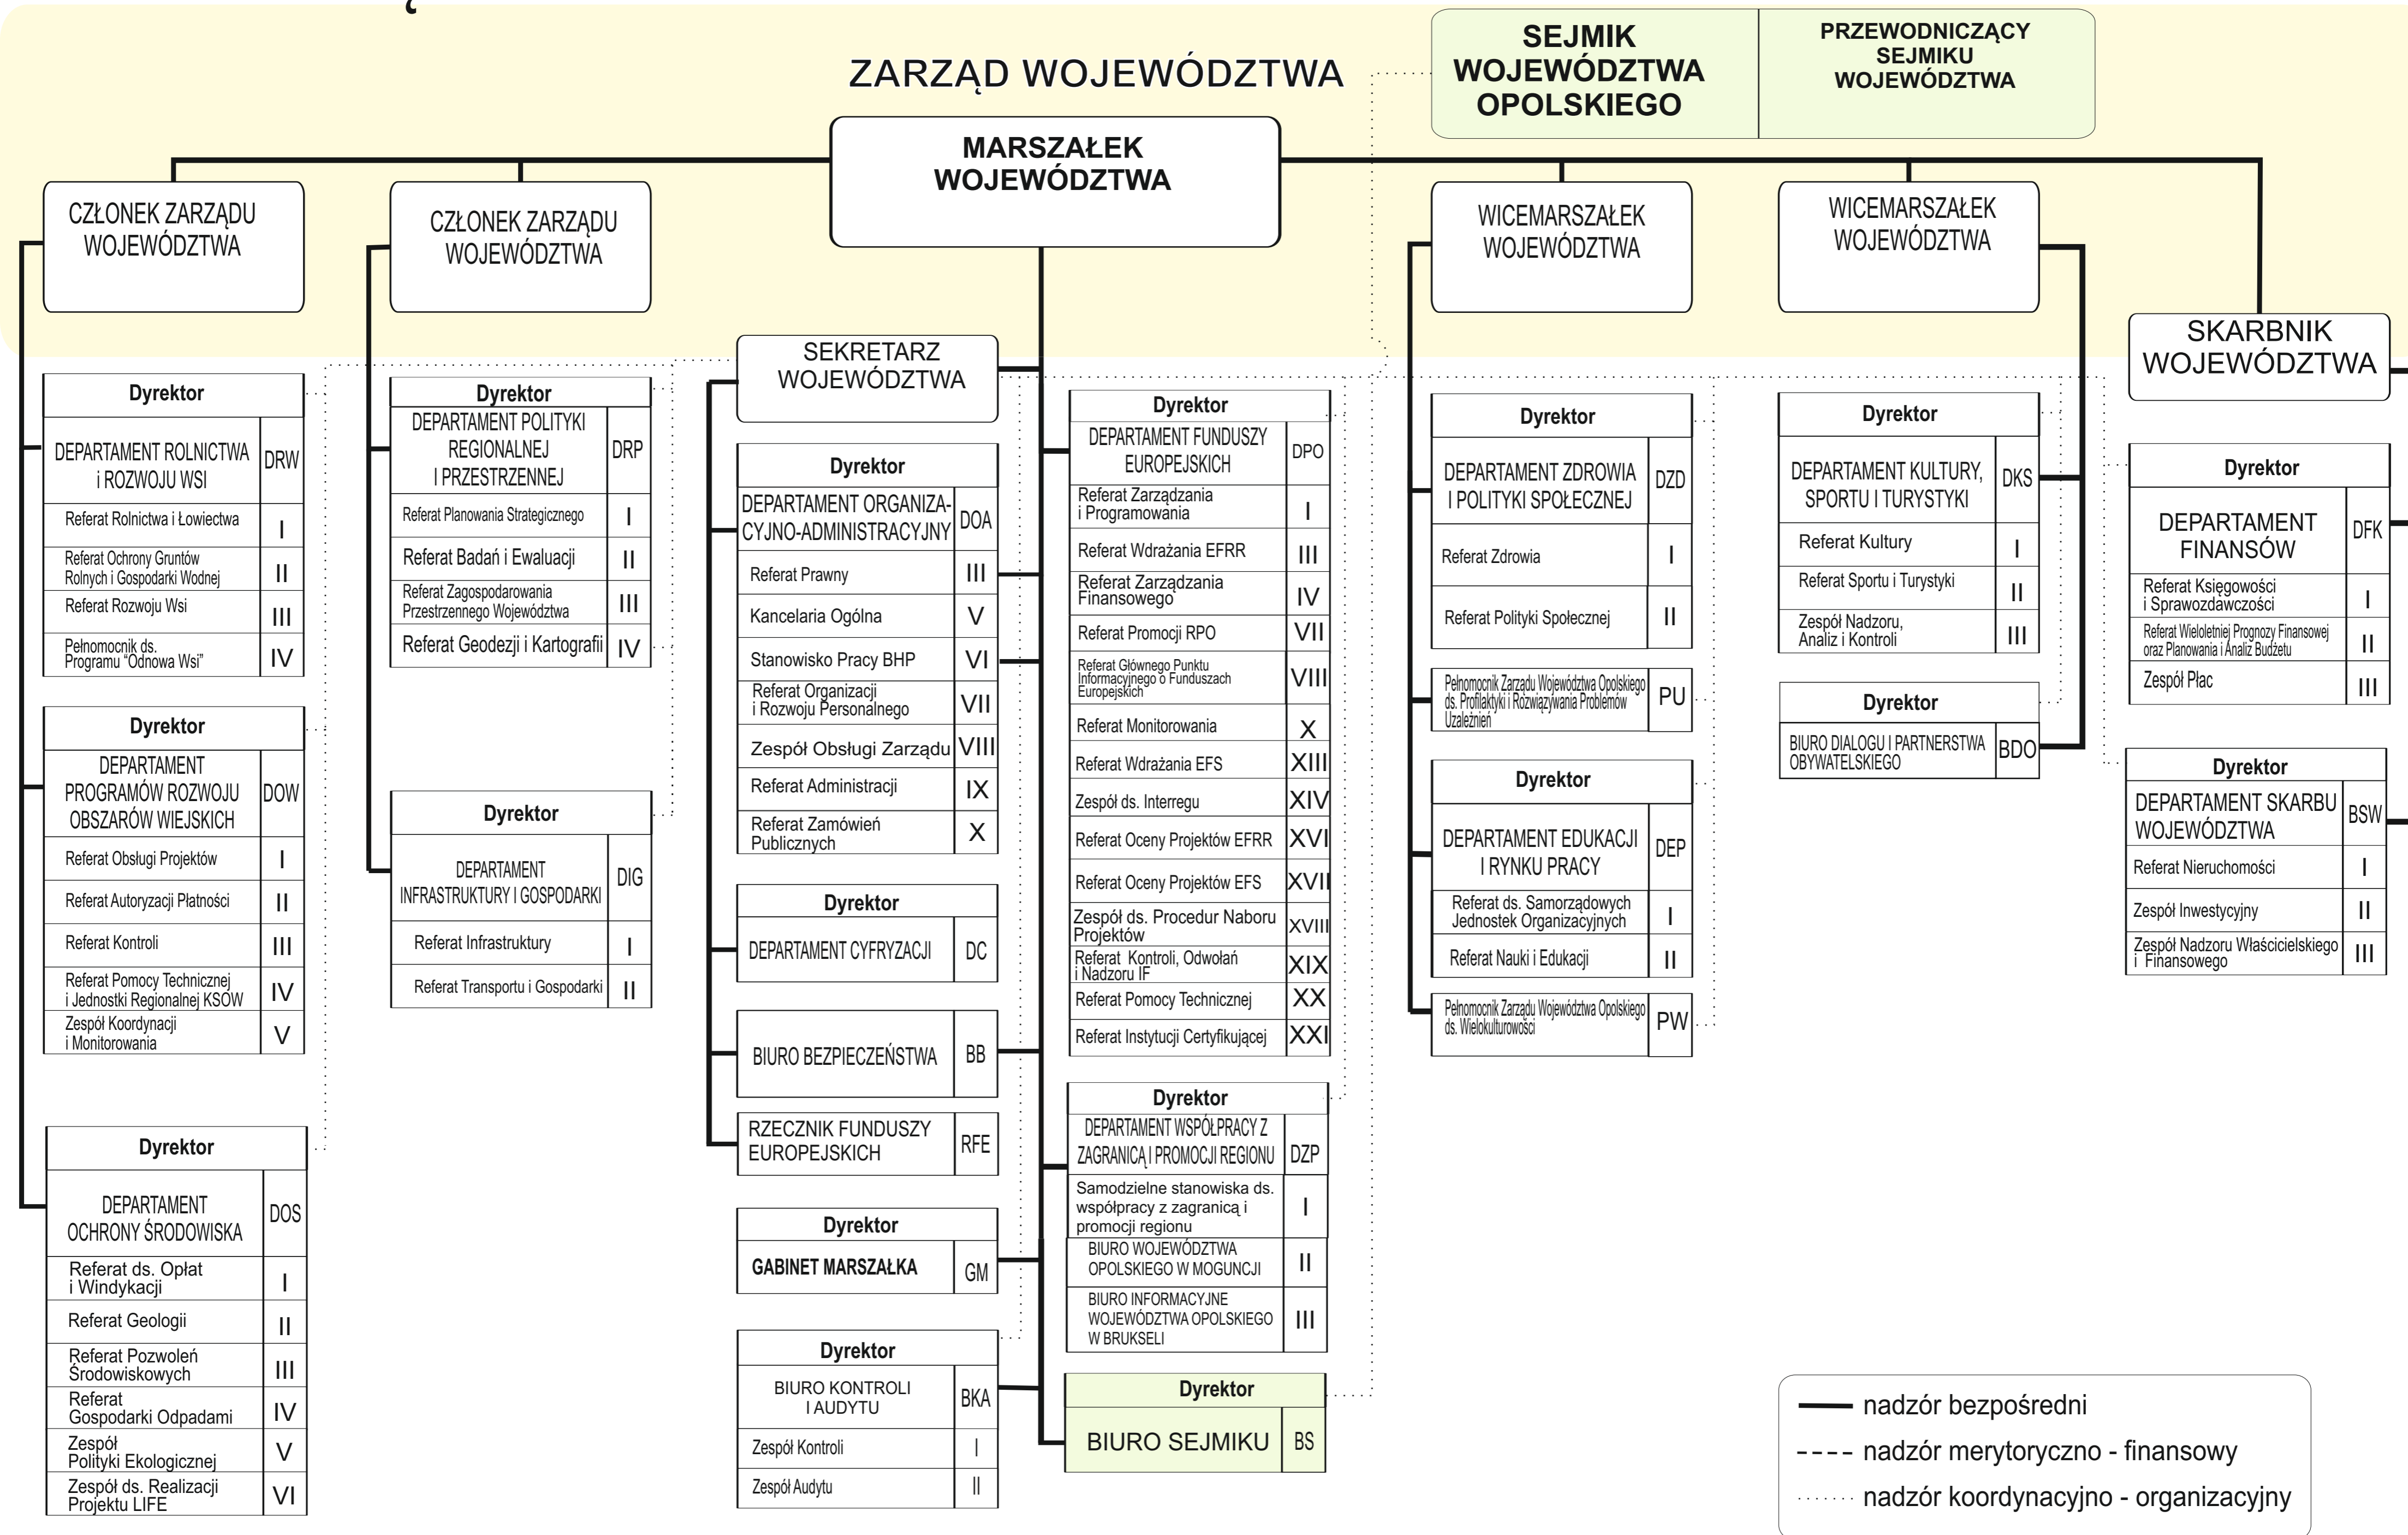 ZARZĄD WOJEWÓDZTWA
SEJMIK
WOJEWÓDZTWA
OPOLSKIEGO
PRZEWODNICZĄCY
SEJMIKU
WOJEWÓDZTWA
MARSZAŁEK
WOJEWÓDZTWA
CZŁONEK ZARZĄDU
WOJEWÓDZTWA
CZŁONEK ZARZĄDU
WOJEWÓDZTWA
WICEMARSZAŁEK
WOJEWÓDZTWA
WICEMARSZAŁEK
WOJEWÓDZTWA
SKARBNIK
WOJEWÓDZTWA
SEKRETARZ
WOJEWÓDZTWA
Dyrektor
DEPARTAMENT ROLNICTWA
i ROZWOJU WSI
DRW
Referat Rolnictwa i Łowiectwa
I
Referat Ochrony Gruntów
Rolnych i Gospodarki Wodnej
II
Referat Rozwoju Wsi
III
Pełnomocnik ds.
Programu "Odnowa Wsi"
IV
Dyrektor
DEPARTAMENT
PROGRAMÓW ROZWOJU
OBSZARÓW WIEJSKICH
DOW
Referat Obsługi Projektów
I
Referat Autoryzacji Płatności
II
Referat Kontroli
III
Referat Pomocy Technicznej
i Jednostki Regionalnej KSOW
IV
Zespół Koordynacji
i Monitorowania
V
Dyrektor
DEPARTAMENT
OCHRONY ŚRODOWISKA
DOS
Referat ds. Opłat
i Windykacji
I
Referat Geologii
II
Referat Pozwoleń
Środowiskowych
III
Referat
Gospodarki Odpadami
IV
Zespół
Polityki Ekologicznej
V
Zespół ds. Realizacji
Projektu LIFE
VI
Dyrektor
DEPARTAMENT POLITYKI
REGIONALNEJ
I PRZESTRZENNEJ
DRP
Referat Planowania Strategicznego
I
Referat Badań i Ewaluacji
II
Referat Zagospodarowania
Przestrzennego Województwa
III
Referat Geodezji i Kartografii
IV
Dyrektor
DEPARTAMENT
INFRASTRUKTURY I GOSPODARKI
DIG
Referat Infrastruktury
I
Referat Transportu i Gospodarki
II
Dyrektor
DEPARTAMENT ORGANIZA-
CYJNO-ADMINISTRACYJNY
DOA
Referat Prawny
III
Kancelaria Ogólna
V
Stanowisko Pracy BHP
VI
Referat Organizacji
i Rozwoju Personalnego
VII
Zespół Obsługi Zarządu
VIII
Referat Administracji
IX
Referat Zamówień
Publicznych
X
Dyrektor
DEPARTAMENT CYFRYZACJI
DC
BIURO BEZPIECZEŃSTWA
BB
RZECZNIK FUNDUSZY
EUROPEJSKICH
RFE
Dyrektor
GABINET MARSZAŁKA
GM
Dyrektor
BIURO KONTROLI
I AUDYTU
BKA
Zespół Kontroli
I
Zespół Audytu
II
Dyrektor
DEPARTAMENT FUNDUSZY
EUROPEJSKICH
DPO
Referat Zarządzania
i Programowania
I
Referat Wdrażania EFRR
III
Referat Zarządzania
Finansowego
IV
Referat Promocji RPO
VII
Referat Głównego Punktu
Informacyjnego o Funduszach
Europejskich
VIII
Referat Monitorowania
X
Referat Wdrażania EFS
XIII
Zespół ds. Interregu
XIV
Referat Oceny Projektów EFRR
XVI
Referat Oceny Projektów EFS
XVII
Zespół ds. Procedur Naboru
Projektów
XVIII
Referat Kontroli, Odwołań
i Nadzoru IF
XIX
Referat Pomocy Technicznej
XX
Referat Instytucji Certyfikującej
XXI
Dyrektor
DEPARTAMENT WSPÓŁPRACY Z
ZAGRANICĄ I PROMOCJI REGIONU
DZP
Samodzielne stanowiska ds.
współpracy z zagranicą i
promocji regionu
I
BIURO WOJEWÓDZTWA
OPOLSKIEGO W MOGUNCJI
II
BIURO INFORMACYJNE
WOJEWÓDZTWA OPOLSKIEGO
W BRUKSELI
III
Dyrektor
BIURO SEJMIKU
BS
Dyrektor
DEPARTAMENT ZDROWIA
I POLITYKI SPOŁECZNEJ
DZD
Referat Zdrowia
I
Referat Polityki Społecznej
II
Pełnomocnik Zarządu Województwa Opolskiego
ds. Profilaktyki i Rozwiązywania Problemów
Uzależnień
PU
Dyrektor
DEPARTAMENT EDUKACJI
I RYNKU PRACY
DEP
Referat ds. Samorządowych
Jednostek Organizacyjnych
I
Referat Nauki i Edukacji
II
Pełnomocnik Zarządu Województwa Opolskiego
ds. Wielokulturowości
PW
Dyrektor
DEPARTAMENT KULTURY,
SPORTU I TURYSTYKI
DKS
Referat Kultury
I
Referat Sportu i Turystyki
II
Zespół Nadzoru,
Analiz i Kontroli
III
Dyrektor
BIURO DIALOGU I PARTNERSTWA
OBYWATELSKIEGO
BDO
Dyrektor
DEPARTAMENT
FINANSÓW
DFK
Referat Księgowości
i Sprawozdawczości
I
Referat Wieloletniej Prognozy Finansowej
oraz Planowania i Analiz Budżetu
II
Zespół Płac
III
Dyrektor
DEPARTAMENT SKARBU
WOJEWÓDZTWA
BSW
Referat Nieruchomości
I
Zespół Inwestycyjny
II
Zespół Nadzoru Właścicielskiego
i Finansowego
III
nadzór bezpośredni
nadzór merytoryczno - finansowy
nadzór koordynacyjno - organizacyjny